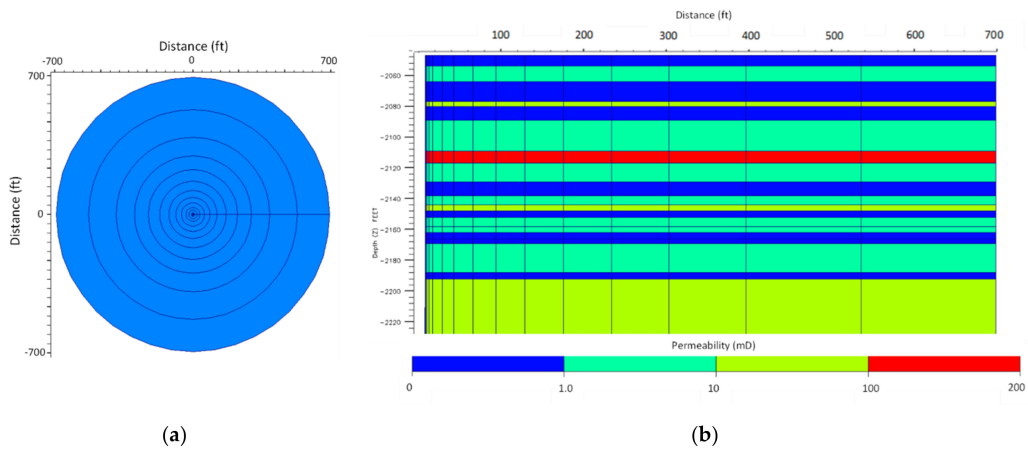 Distance (ft)
-700 0 700
700
0
-700
Distance (ft)
(a)
Distance (ft)
100 200 300 400 500 600 700
-2060
-2080
-2100
-2120
-2140
-2160
-2180
-2200
-2220
Depth (Z) FEET
Permeability (mD)
0 1.0 10 100 200
(b)